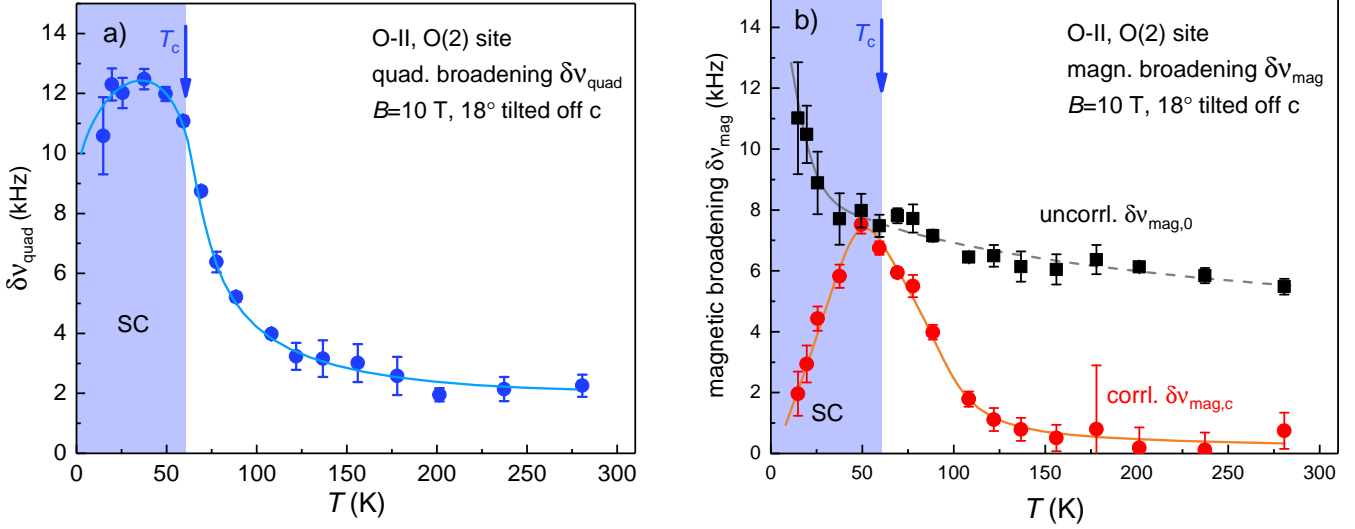 a)
T_c
O-II, O(2) site
quad. broadening δν_quad
B=10 T, 18° tilted off c
SC
δν_quad (kHz)
14
12
10
8
6
4
2
0
0 50 100 150 200 250 300
T (K)
b)
T_c
O-II, O(2) site
magn. broadening δν_mag
B=10 T, 18° tilted off c
uncorrl. δν_mag,0
corrl. δν_mag,c
SC
magnetic broadening δν_mag (kHz)
14
12
10
8
6
4
2
0
0 50 100 150 200 250 300
T (K)